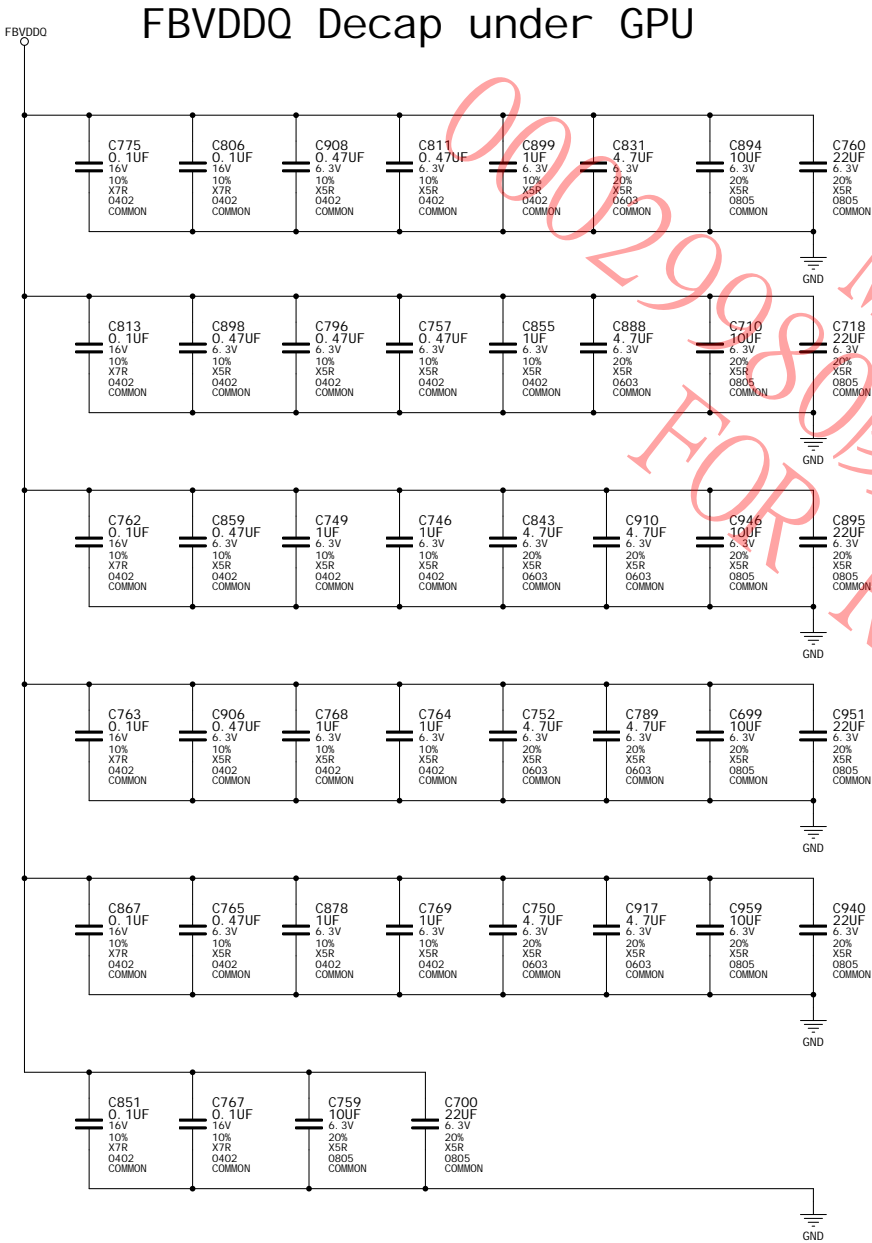 FBVDDQ Decap under GPU
FBVDDQ
C775 C806 C908 C811 C899 C831 C894 C760
0.1UF 0.1UF 0.47UF 0.47UF 1UF 4.7UF 10UF 22UF
16V 16V 6.3V 6.3V 6.3V 6.3V 6.3V 6.3V
10% 10% 10% 10% 10% 20% 20% 20%
X7R X7R X5R X5R X5R X5R X5R X5R
0402 0402 0402 0402 0402 0603 0805 0805
COMMON COMMON COMMON COMMON COMMON COMMON COMMON COMMON
GND
C813 C898 C796 C757 C855 C888 C710 C718
0.1UF 0.47UF 0.47UF 0.47UF 1UF 4.7UF 10UF 22UF
16V 6.3V 6.3V 6.3V 6.3V 6.3V 6.3V 6.3V
10% 10% 10% 10% 10% 20% 20% 20%
X7R X5R X5R X5R X5R X5R X5R X5R
0402 0402 0402 0402 0402 0603 0805 0805
COMMON COMMON COMMON COMMON COMMON COMMON COMMON COMMON
GND
C762 C859 C749 C746 C843 C910 C946 C895
0.1UF 0.47UF 1UF 1UF 4.7UF 4.7UF 10UF 22UF
16V 6.3V 6.3V 6.3V 6.3V 6.3V 6.3V 6.3V
10% 10% 10% 10% 20% 20% 20% 20%
X7R X5R X5R X5R X5R X5R X5R X5R
0402 0402 0402 0402 0603 0603 0805 0805
COMMON COMMON COMMON COMMON COMMON COMMON COMMON COMMON
GND
C763 C906 C768 C764 C752 C789 C699 C951
0.1UF 0.47UF 1UF 1UF 4.7UF 4.7UF 10UF 22UF
16V 6.3V 6.3V 6.3V 6.3V 6.3V 6.3V 6.3V
10% 10% 10% 10% 20% 20% 20% 20%
X7R X5R X5R X5R X5R X5R X5R X5R
0402 0402 0402 0402 0603 0603 0805 0805
COMMON COMMON COMMON COMMON COMMON COMMON COMMON COMMON
GND
C867 C765 C878 C769 C750 C917 C959 C940
0.1UF 0.47UF 1UF 1UF 4.7UF 4.7UF 10UF 22UF
16V 6.3V 6.3V 6.3V 6.3V 6.3V 6.3V 6.3V
10% 10% 10% 10% 20% 20% 20% 20%
X7R X5R X5R X5R X5R X5R X5R X5R
0402 0402 0402 0402 0603 0603 0805 0805
COMMON COMMON COMMON COMMON COMMON COMMON COMMON COMMON
GND
C851 C767 C759 C700
0.1UF 0.1UF 10UF 22UF
16V 16V 6.3V 6.3V
10% 10% 20% 20%
X7R X7R X5R X5R
0402 0402 0805 0805
COMMON COMMON COMMON COMMON
GND
00029980
FOR